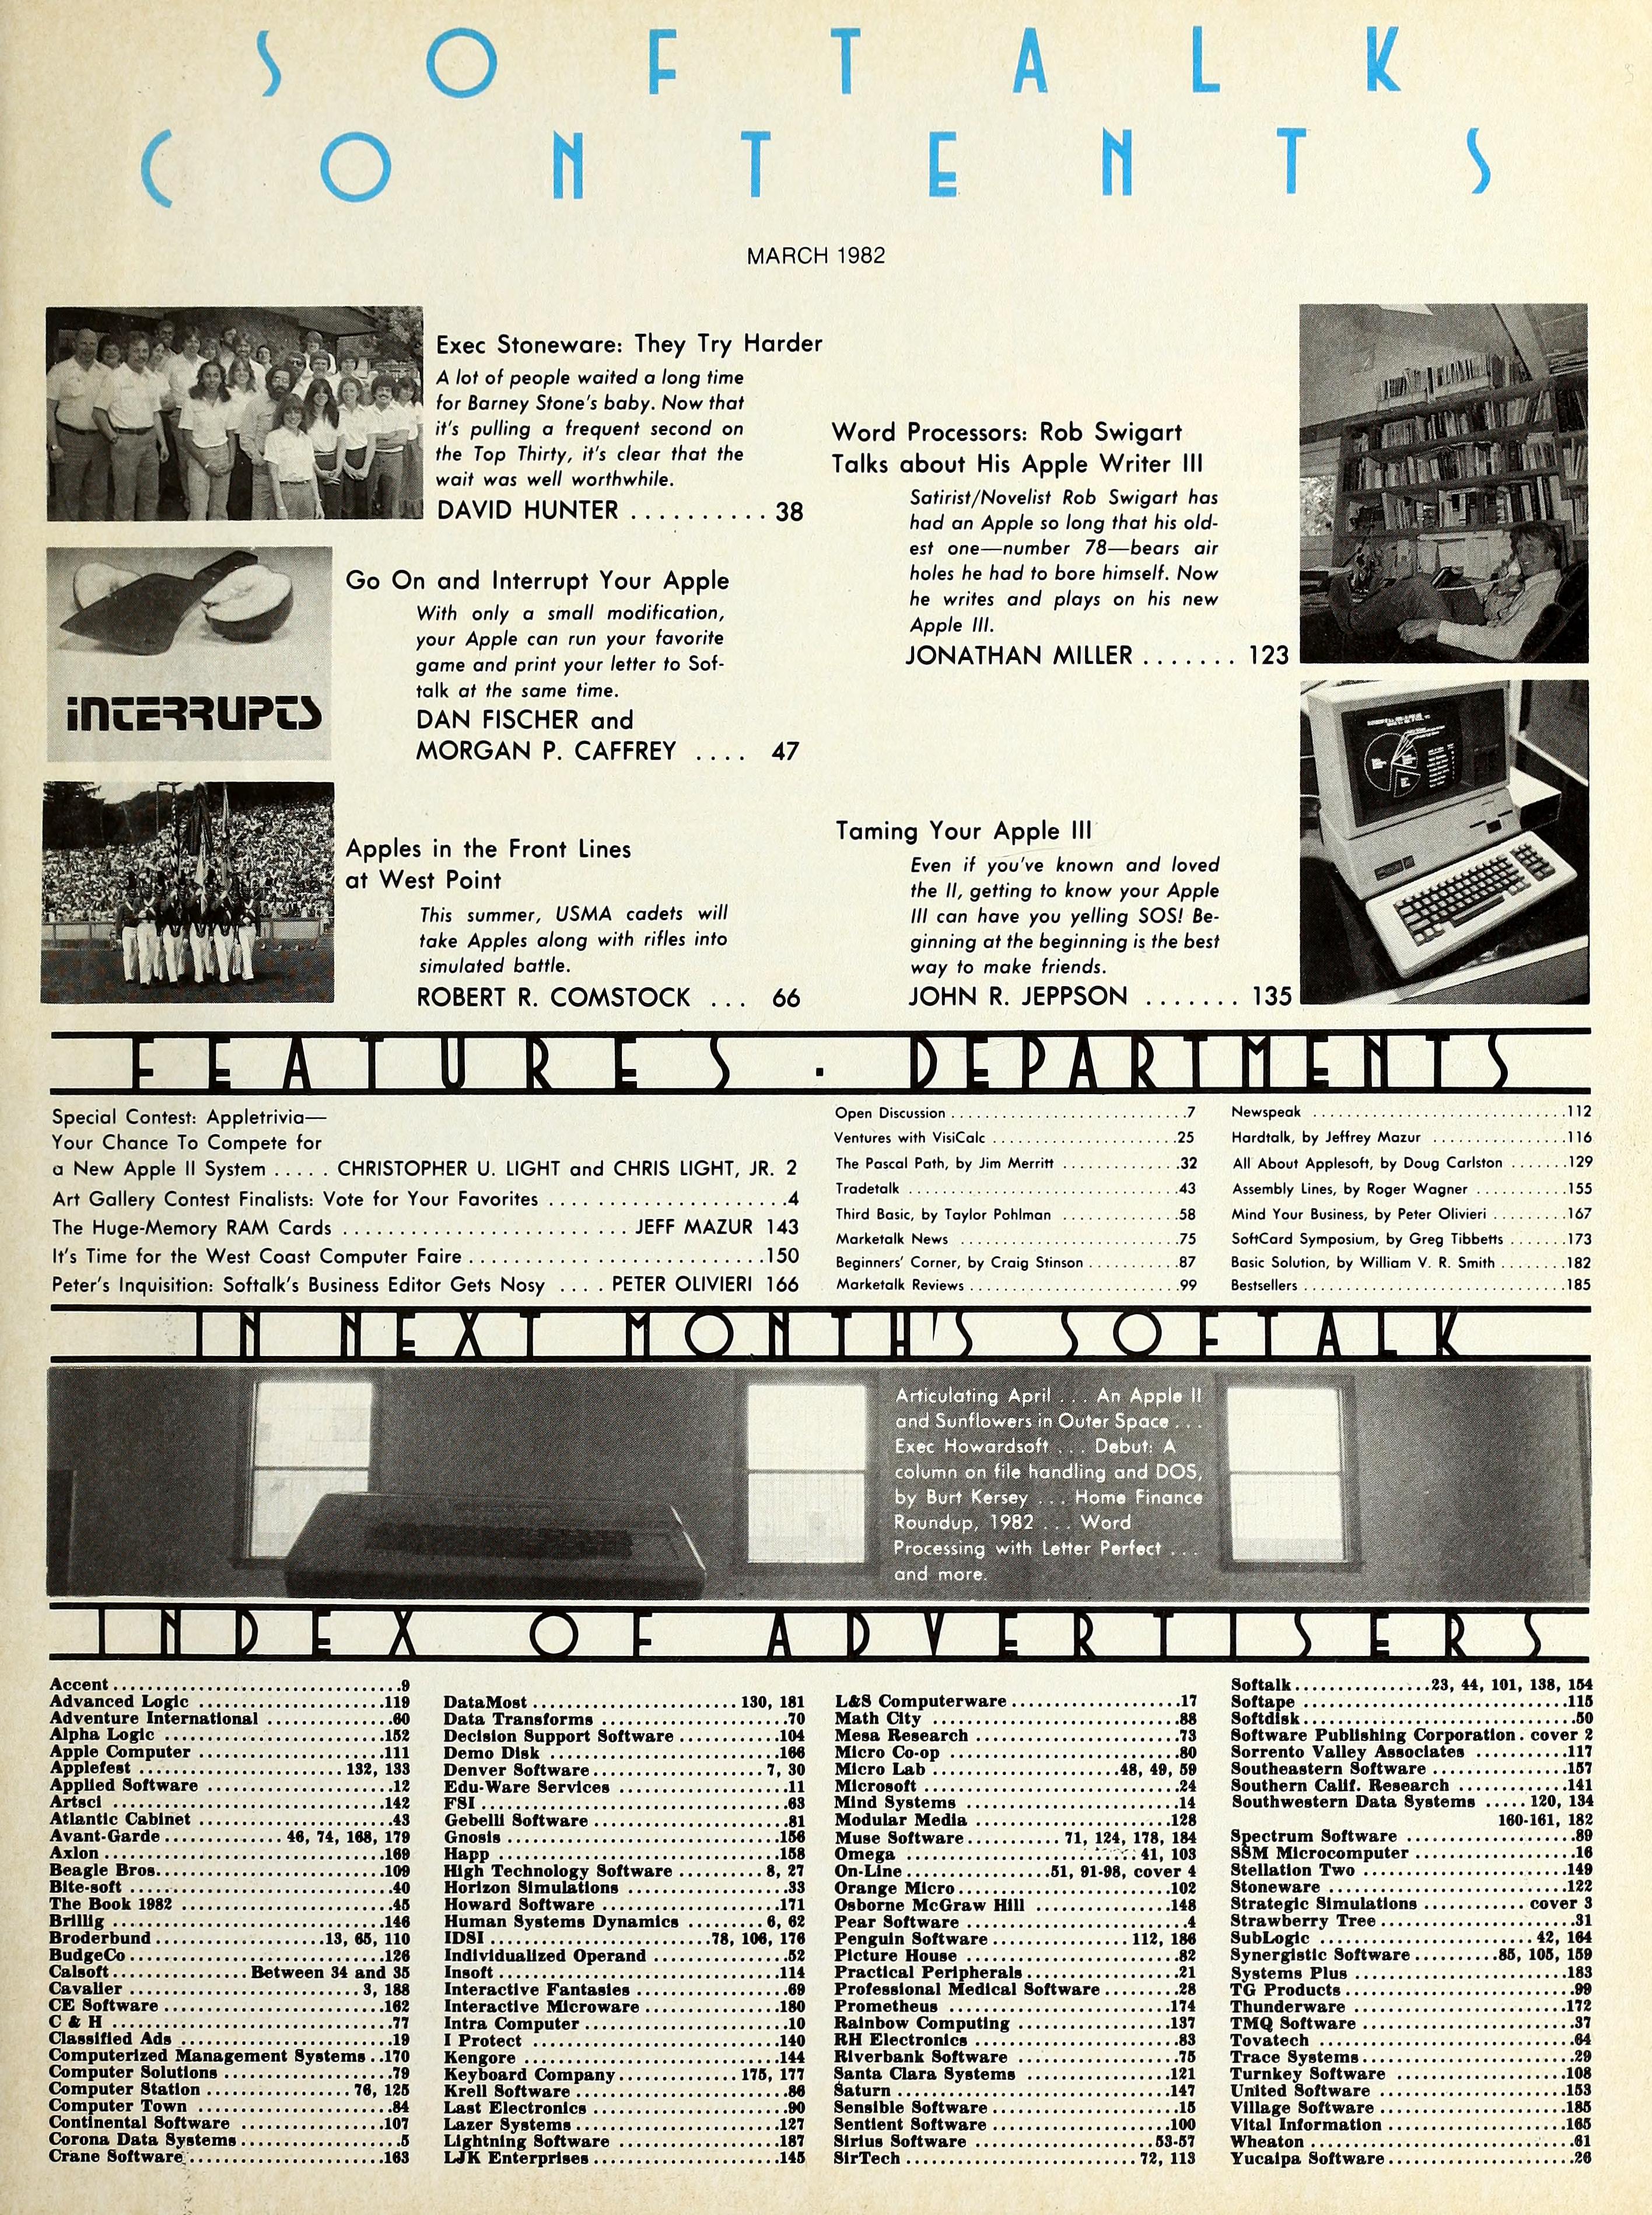 SOFTALK
CONTENTS
MARCH 1982
Exec Stoneware: They Try Harder
A lot of people waited a long time
for Barney Stone's baby. Now that
it's pulling a frequent second on
the Top Thirty, it's clear that the
wait was well worthwhile.
DAVID HUNTER .......... 38
Go On and Interrupt Your Apple
With only a small modification,
your Apple can run your favorite
game and print your letter to Sof-
talk at the same time.
DAN FISCHER and
MORGAN P. CAFFREY .... 47
INTERRUPTS
Apples in the Front Lines
at West Point
This summer, USMA cadets will
take Apples along with rifles into
simulated battle.
ROBERT R. COMSTOCK ... 66
Word Processors: Rob Swigart
Talks about His Apple Writer III
Satirist/Novelist Rob Swigart has
had an Apple so long that his old-
est one—number 78—bears air
holes he had to bore himself. Now
he writes and plays on his new
Apple III.
JONATHAN MILLER ....... 123
Taming Your Apple III
Even if you've known and loved
the II, getting to know your Apple
III can have you yelling SOS! Be-
ginning at the beginning is the best
way to make friends.
JOHN R. JEPPSON ....... 135
FEATURES · DEPARTMENTS
Special Contest: Appletrivia—
Your Chance To Compete for
a New Apple II System ..... CHRISTOPHER U. LIGHT and CHRIS LIGHT, JR. 2
Art Gallery Contest Finalists: Vote for Your Favorites ........................4
The Huge-Memory RAM Cards ............................ JEFF MAZUR 143
It's Time for the West Coast Computer Faire ..............................150
Peter's Inquisition: Softalk's Business Editor Gets Nosy .... PETER OLIVIERI 166
Open Discussion ..............................7
Ventures with VisiCalc ........................25
The Pascal Path, by Jim Merritt ...............32
Tradetalk ...................................43
Third Basic, by Taylor Pohlman ...............58
Marketalk News .............................75
Beginners' Corner, by Craig Stinson ............87
Marketalk Reviews ...........................99
Newspeak ................................112
Hardtalk, by Jeffrey Mazur .................116
All About Applesoft, by Doug Carlston .......129
Assembly Lines, by Roger Wagner ...........155
Mind Your Business, by Peter Olivieri .........167
SoftCard Symposium, by Greg Tibbetts .......173
Basic Solution, by William V. R. Smith ........182
Bestsellers .................................185
IN NEXT MONTH'S SOFTALK
Articulating April ... An Apple II
and Sunflowers in Outer Space ...
Exec Howardsoft ... Debut: A
column on file handling and DOS,
by Burt Kersey ... Home Finance
Roundup, 1982 ... Word
Processing with Letter Perfect ...
and more.
INDEX OF ADVERTISERS
Accent ....................9
Advanced Logic ....................119
Adventure International ....................60
Alpha Logic ....................152
Apple Computer ....................111
Applefest .................... 132, 133
Applied Software ....................12
Artsci ....................142
Atlantic Cabinet ....................43
Avant-Garde .............. 46, 74, 168, 179
Axlon ....................169
Beagle Bros. ....................109
Bite-soft ....................40
The Book 1982 ....................45
Brillig ....................146
Broderbund ....................13, 65, 110
BudgeCo ....................126
Calsoft ................ Between 34 and 35
Cavalier ....................3, 188
CE Software ....................162
C & H ....................77
Classified Ads ....................19
Computerized Management Systems ..170
Computer Solutions ....................79
Computer Station ................. 76, 125
Computer Town ....................84
Continental Software ....................107
Corona Data Systems ....................5
Crane Software ....................163
DataMost ....................130, 181
Data Transforms ....................70
Decision Support Software ............104
Demo Disk ....................166
Denver Software ....................7, 30
Edu-Ware Services ....................11
FSI ....................63
Gebelli Software ....................81
Gnosis ....................156
Happ ....................158
High Technology Software ......... 8, 27
Horizon Simulations ....................33
Howard Software ....................171
Human Systems Dynamics .........6, 62
IDSI ....................78, 106, 176
Individualized Operand ................52
Insoft ....................114
Interactive Fantasies ....................69
Interactive Microware ................180
Intra Computer ....................10
I Protect ....................140
Kengore ....................144
Keyboard Company ............... 175, 177
Krell Software ....................86
Last Electronics ....................90
Lazer Systems ....................127
Lightning Software ....................187
LJK Enterprises ....................145
L&S Computerware ....................17
Math City ....................88
Mesa Research ....................73
Micro Co-op ....................80
Micro Lab ....................48, 49, 59
Microsoft ....................24
Mind Systems ....................14
Modular Media ....................128
Muse Software ........... 71, 124, 178, 184
Omega .................... 41, 103
On-Line ..................51, 91-98, cover 4
Orange Micro ....................102
Osborne McGraw Hill ................148
Pear Software ....................4
Penguin Software ................ 112, 186
Picture House ....................82
Practical Peripherals ....................21
Professional Medical Software .........28
Prometheus ....................174
Rainbow Computing ....................137
RH Electronics ....................83
Riverbank Software ....................75
Santa Clara Systems ................121
Saturn ....................147
Sensible Software ....................15
Sentient Software ....................100
Sirius Software ....................53-57
SirTech .................... 72, 113
Softalk ................23, 44, 101, 138, 154
Softape ....................115
Softdisk ....................50
Software Publishing Corporation . cover 2
Sorrento Valley Associates ...........117
Southeastern Software ................157
Southern Calif. Research .............141
Southwestern Data Systems ..... 120, 134
160-161, 182
Spectrum Software ....................89
SSM Microcomputer ....................16
Stellation Two ....................149
Stoneware ....................122
Strategic Simulations ............ cover 3
Strawberry Tree ....................31
SubLogic .................... 42, 164
Synergistic Software ..........85, 105, 159
Systems Plus ....................183
TG Products ....................99
Thunderware ....................172
TMQ Software ....................37
Tovatech ....................64
Trace Systems ....................29
Turnkey Software ....................108
United Software ....................153
Village Software ....................185
Vital Information ....................165
Wheaton ....................61
Yucaipa Software ....................26